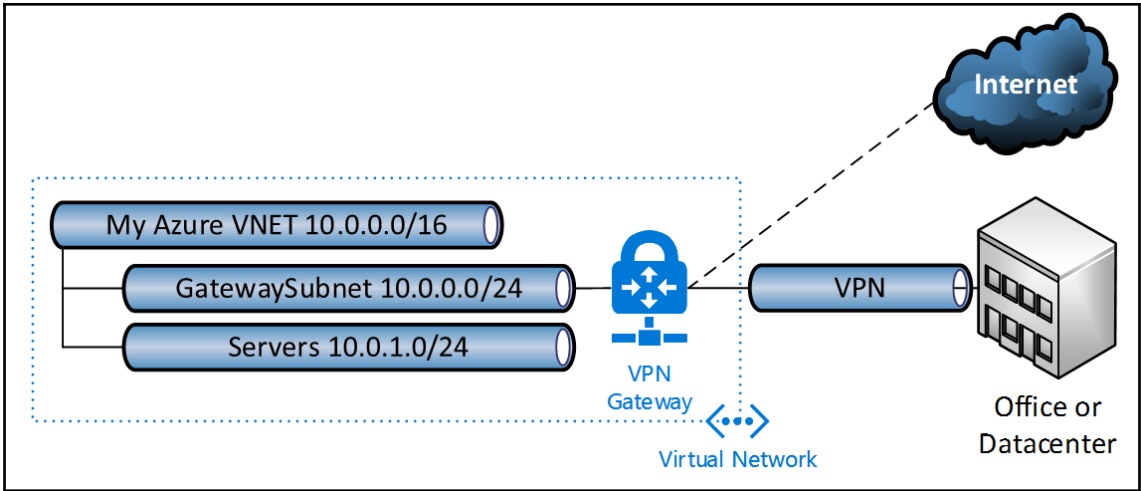 Internet
My Azure VNET 10.0.0.0/16
GatewaySubnet 10.0.0.0/24
VPN
Servers 10.0.1.0/24
VPN
Gateway
Virtual Network
Office or
Datacenter